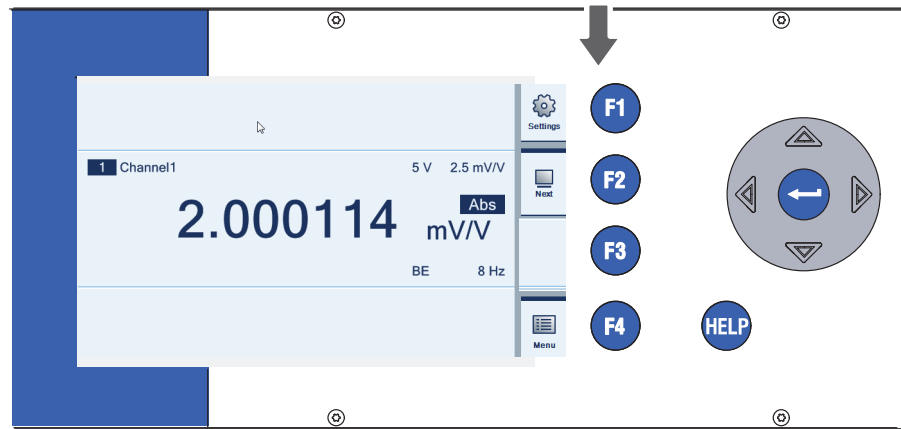 Settings
F1
1 Channel1 5 V 2.5 mV/V
Next
F2
2.000114 Abs
mV/V
F3
BE 8 Hz
Menu
F4
HELP